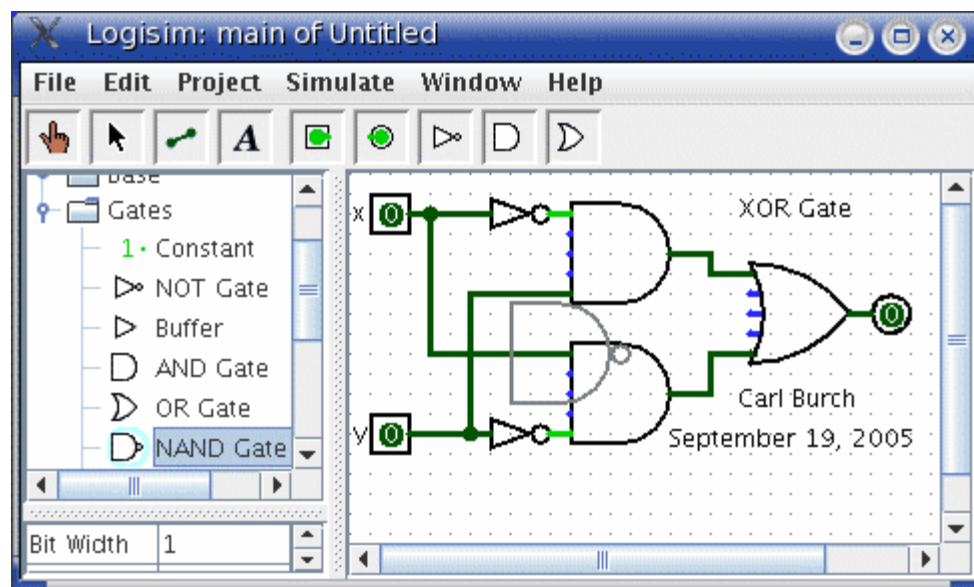 Logisim: main of Untitled
File Edit Project Simulate Window Help
A
Base
Gates
1 Constant
NOT Gate
Buffer
AND Gate
OR Gate
NAND Gate
Bit Width 1
x 0
XOR Gate
0
y 0
Carl Burch
September 19, 2005